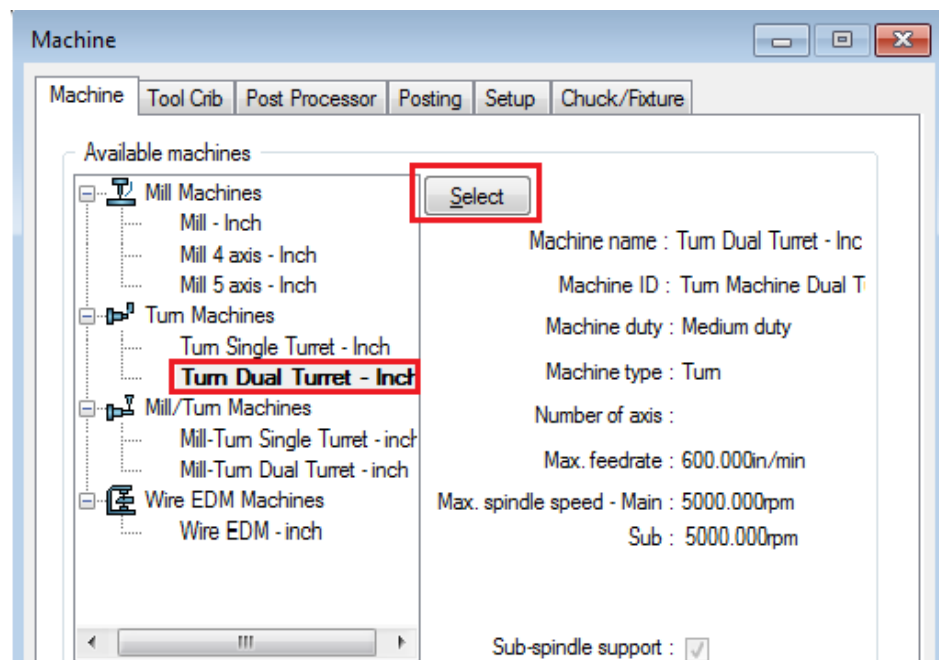 Machine
Machine Tool Crib Post Processor Posting Setup Chuck/Fixture
Available machines
Mill Machines
Mill - Inch
Mill 4 axis - Inch
Mill 5 axis - Inch
Turn Machines
Turn Single Turret - Inch
Turn Dual Turret - Inch
Mill/Turn Machines
Mill-Turn Single Turret - inch
Mill-Turn Dual Turret - inch
Wire EDM Machines
Wire EDM - inch
Select
Machine name : Turn Dual Turret - Inc
Machine ID : Turn Machine Dual T
Machine duty : Medium duty
Machine type : Turn
Number of axis :
Max. feedrate : 600.000in/min
Max. spindle speed - Main : 5000.000rpm
Sub : 5000.000rpm
Sub-spindle support :